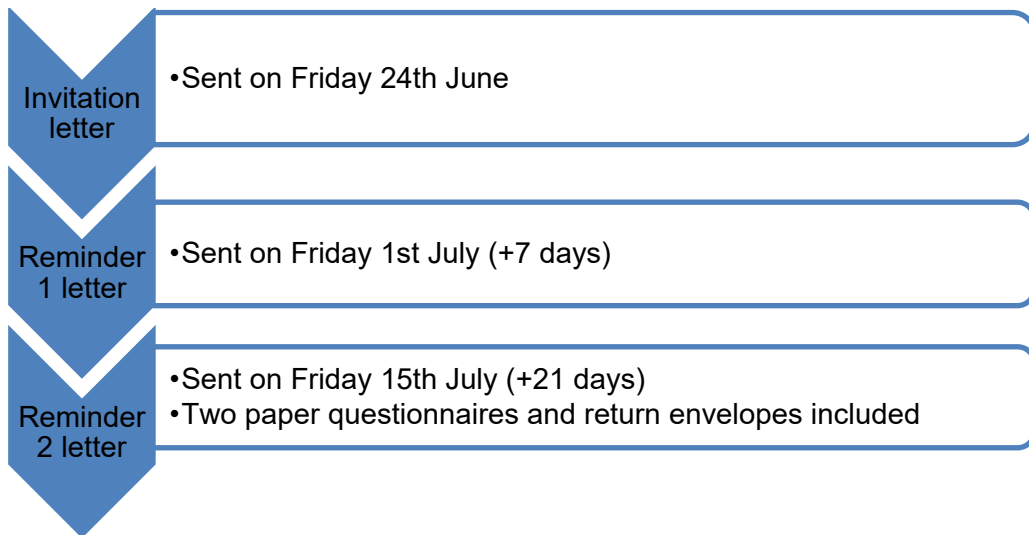 Invitation
letter
•Sent on Friday 24th June
Reminder
1 letter
•Sent on Friday 1st July (+7 days)
Reminder
2 letter
•Sent on Friday 15th July (+21 days)
•Two paper questionnaires and return envelopes included